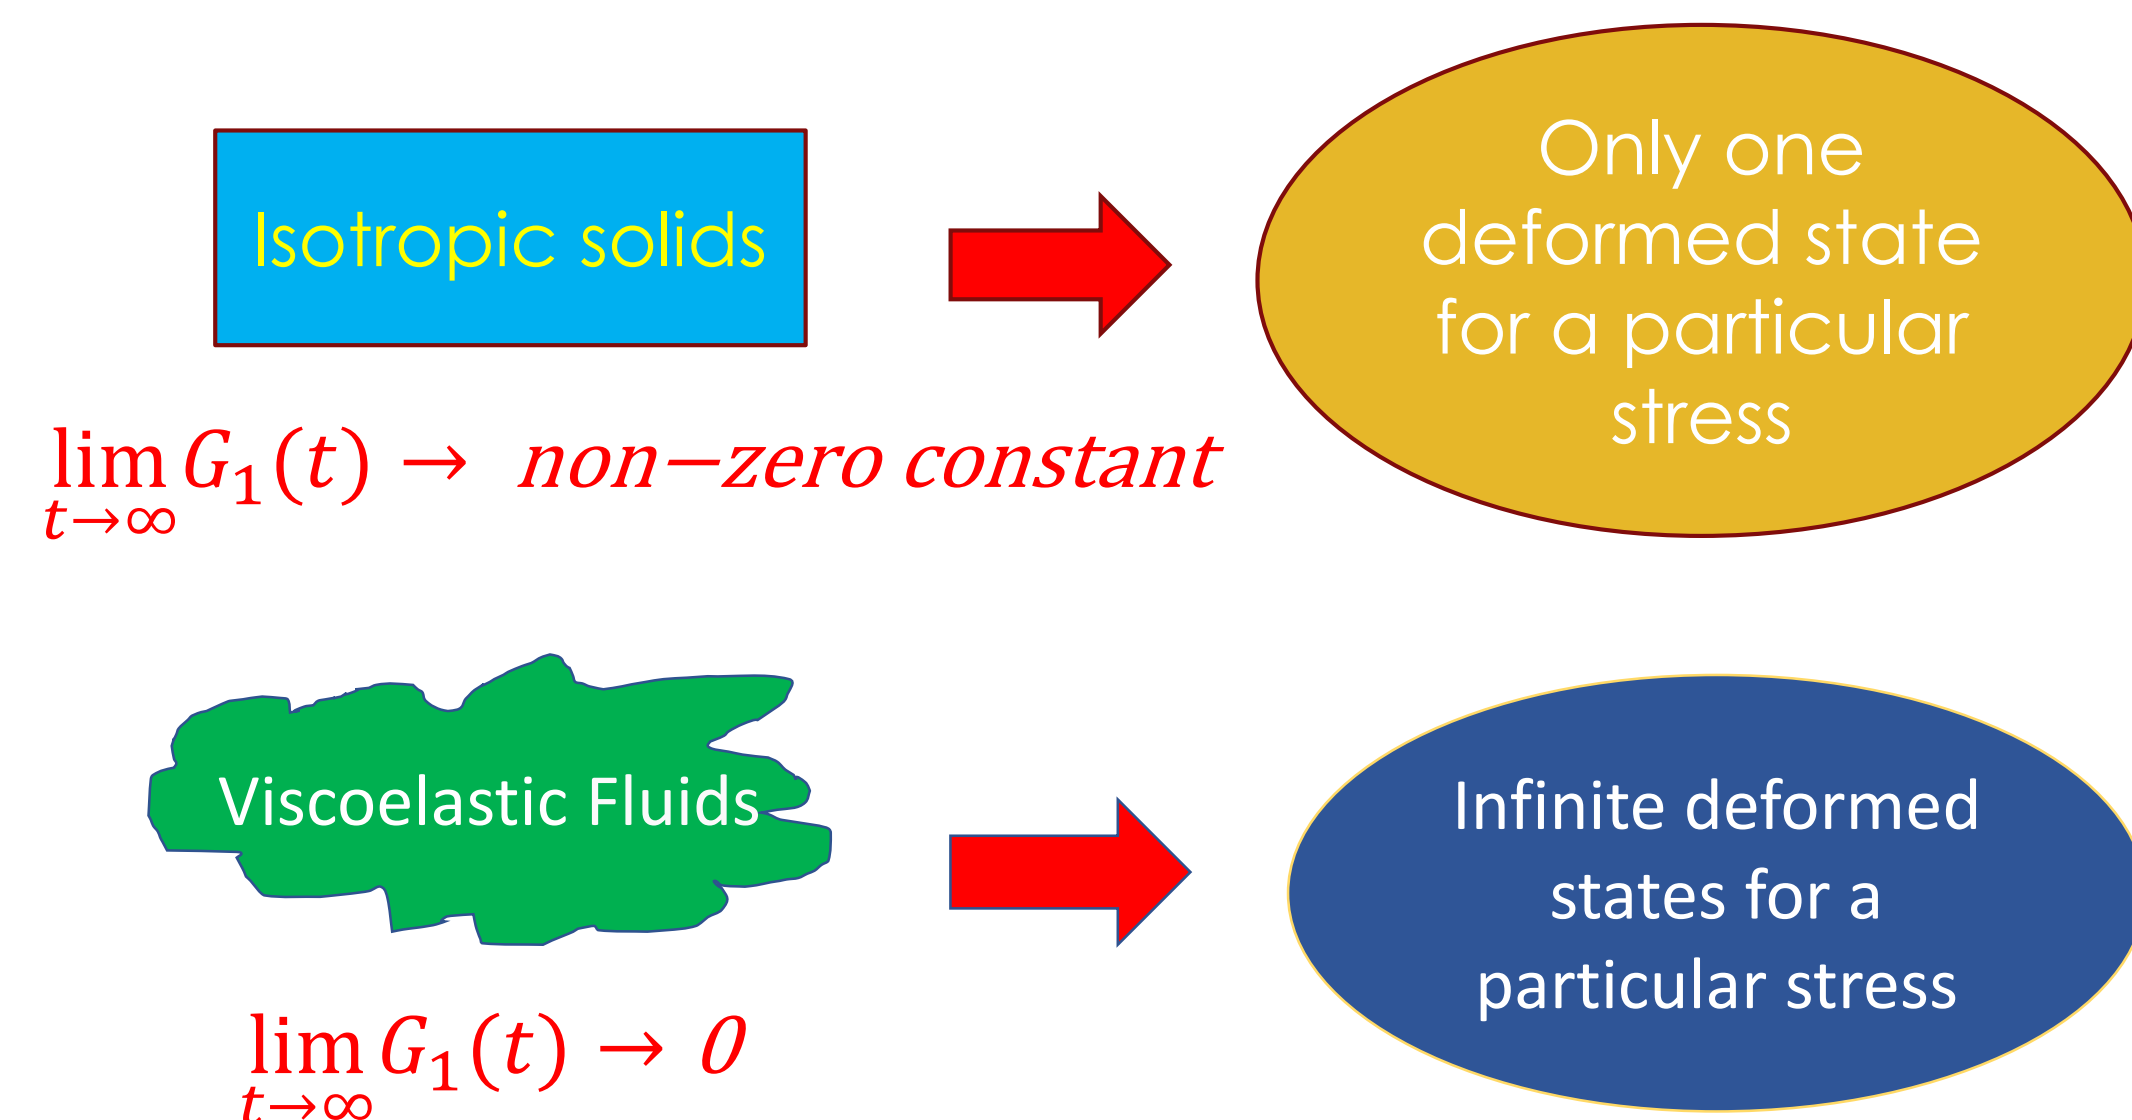 Isotropic solids
Only one
deformed state
for a particular
stress
lim G₁(t) → non−zero constant
t→∞
Viscoelastic Fluids
Infinite deformed
states for a
particular stress
lim G₁(t) → 0
t→∞